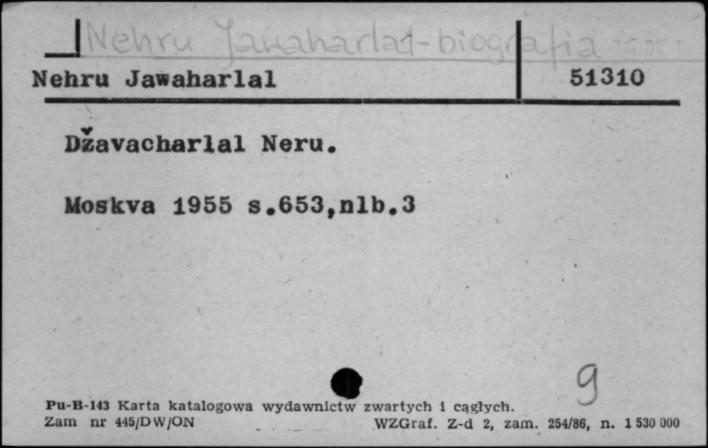 Nehru Jawaharlal - biografia
Nehru Jawaharlal 51310
Džavacharlal Neru.
Moskva 1955 s.653,nlb.3
9
Pu-B-143 Karta katalogowa wydawnictw zwartych i ciągłych.
Zam nr 445/DW/ON WZGraf. Z-d 2, zam. 254/86, n. 1 530 000